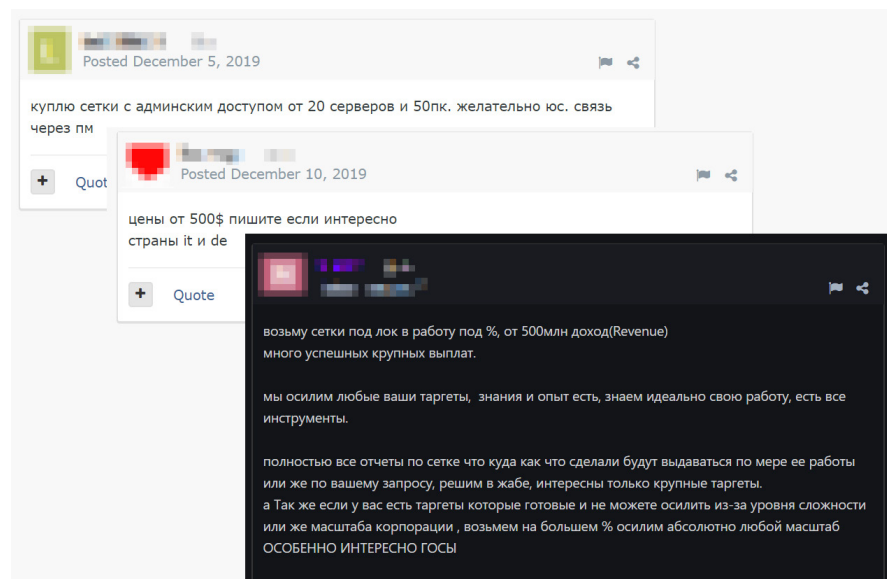 Posted December 5, 2019
куплю сетки с админским доступом от 20 серверов и 50пк. желательно юс. связь
через пм
+ Quot
Posted December 10, 2019
цены от 500$ пишите если интересно
страны it и de
+ Quote
возьму сетки под лок в работу под %, от 500млн доход(Revenue)
много успешных крупных выплат.
мы осилим любые ваши таргеты, знания и опыт есть, знаем идеально свою работу, есть все
инструменты.
полностью все отчеты по сетке что куда как что сделали будут выдаваться по мере ее работы
или же по вашему запросу, решим в жабе, интересны только крупные таргеты.
а Так же если у вас есть таргеты которые готовые и не можете осилить из-за уровня сложности
или же масштаба корпорации , возьмем на большем % осилим абсолютно любой масштаб
ОСОБЕННО ИНТЕРЕСНО ГОСЫ